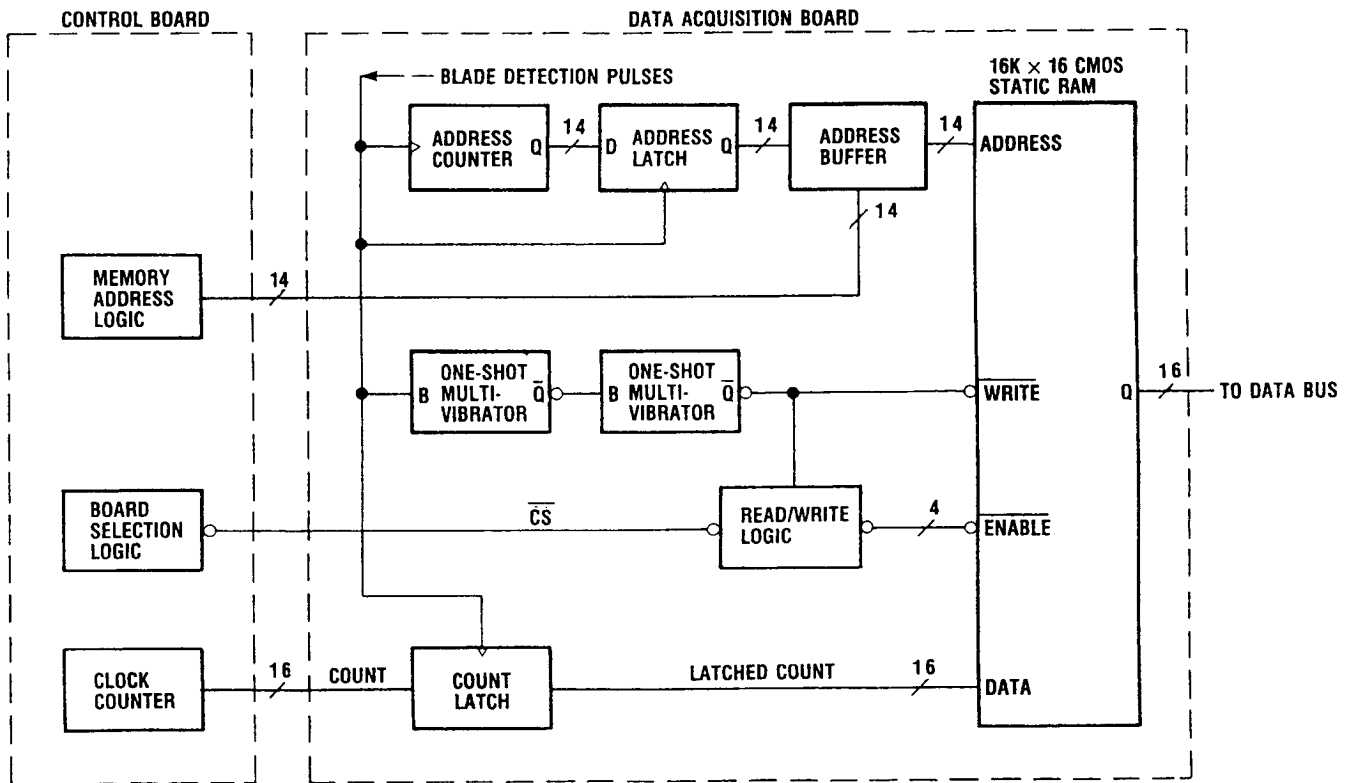 CONTROL BOARD
DATA ACQUISITION BOARD
BLADE DETECTION PULSES
16K × 16 CMOS
STATIC RAM
ADDRESS
COUNTER
Q
14
D
ADDRESS
LATCH
Q
14
ADDRESS
BUFFER
14
ADDRESS
14
MEMORY
ADDRESS
LOGIC
14
B
ONE-SHOT
MULTI-
VIBRATOR
Q̅
B
ONE-SHOT
MULTI-
VIBRATOR
Q̅
W̅R̅I̅T̅E̅
Q
16
TO DATA BUS
BOARD
SELECTION
LOGIC
C̅S̅
READ/WRITE
LOGIC
4
E̅N̅A̅B̅L̅E̅
CLOCK
COUNTER
16
COUNT
COUNT
LATCH
LATCHED COUNT
16
DATA